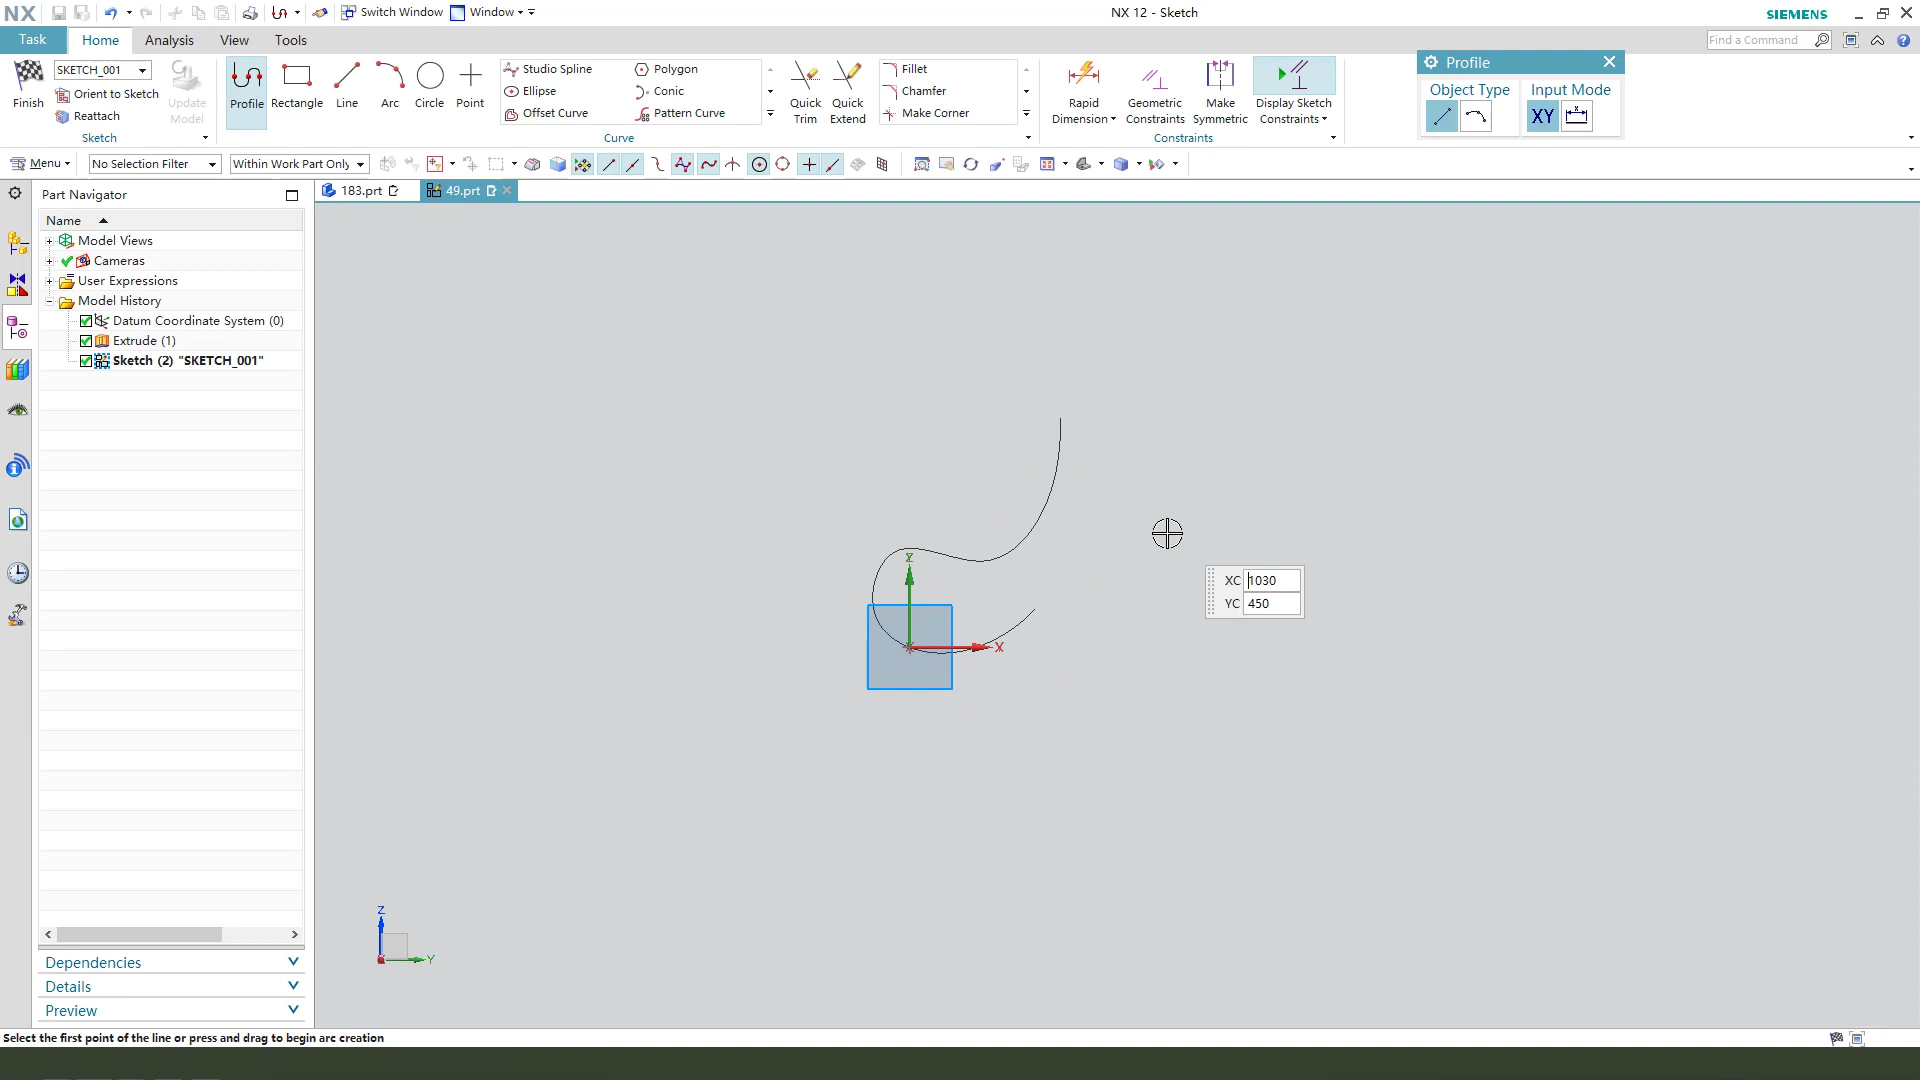 NX
Switch Window
Window
NX 12 - Sketch
SIEMENS
Task
Home
Analysis
View
Tools
Find a Command
Finish
SKETCH_001
Orient to Sketch
Reattach
Update
Model
Sketch
Profile
Rectangle
Line
Arc
Circle
Point
Studio Spline
Ellipse
Offset Curve
Polygon
Conic
Pattern Curve
Curve
Quick
Trim
Quick
Extend
Fillet
Chamfer
Make Corner
Rapid
Dimension
Geometric
Constraints
Make
Symmetric
Display Sketch
Constraints
Constraints
Profile
Object Type
Input Mode
XY
Menu
No Selection Filter
Within Work Part Only
Part Navigator
183.prt
49.prt
Name
Model Views
Cameras
User Expressions
Model History
Datum Coordinate System (0)
Extrude (1)
Sketch (2) "SKETCH_001"
XC 1030
YC 450
Y
X
Z
Y
X
Dependencies
Details
Preview
Select the first point of the line or press and drag to begin arc creation